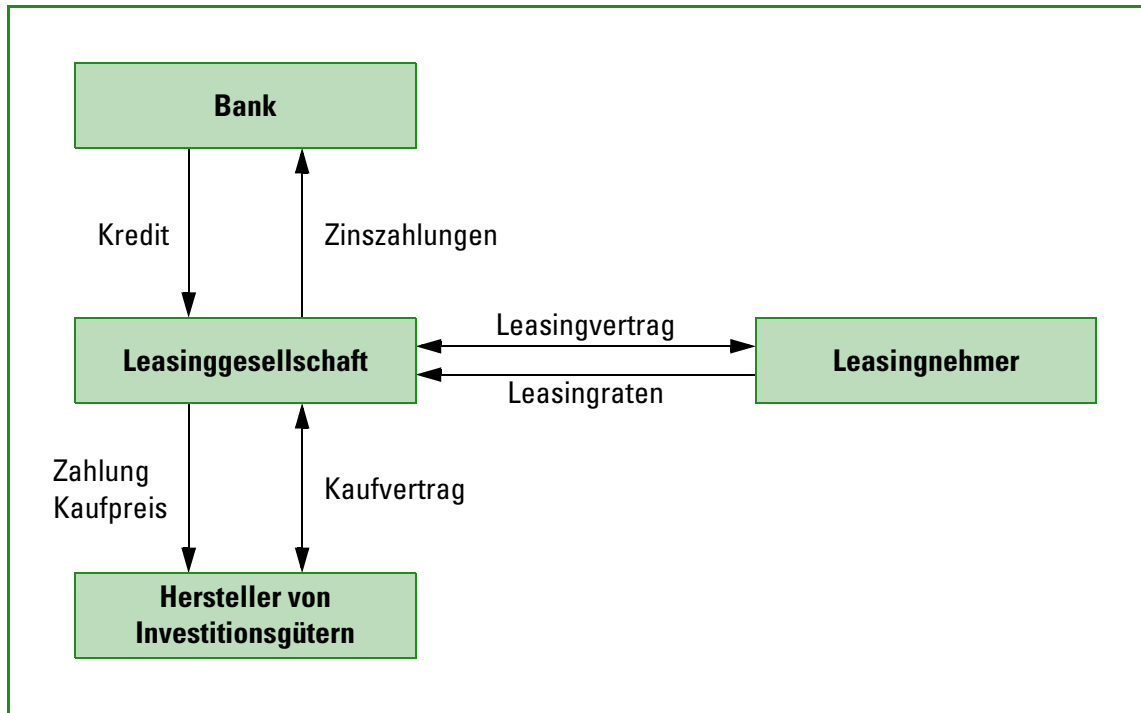 Bank
Kredit
Zinszahlungen
Leasingvertrag
Leasinggesellschaft
Leasingnehmer
Leasingraten
Zahlung
Kaufpreis
Kaufvertrag
Hersteller von
Investitionsgütern